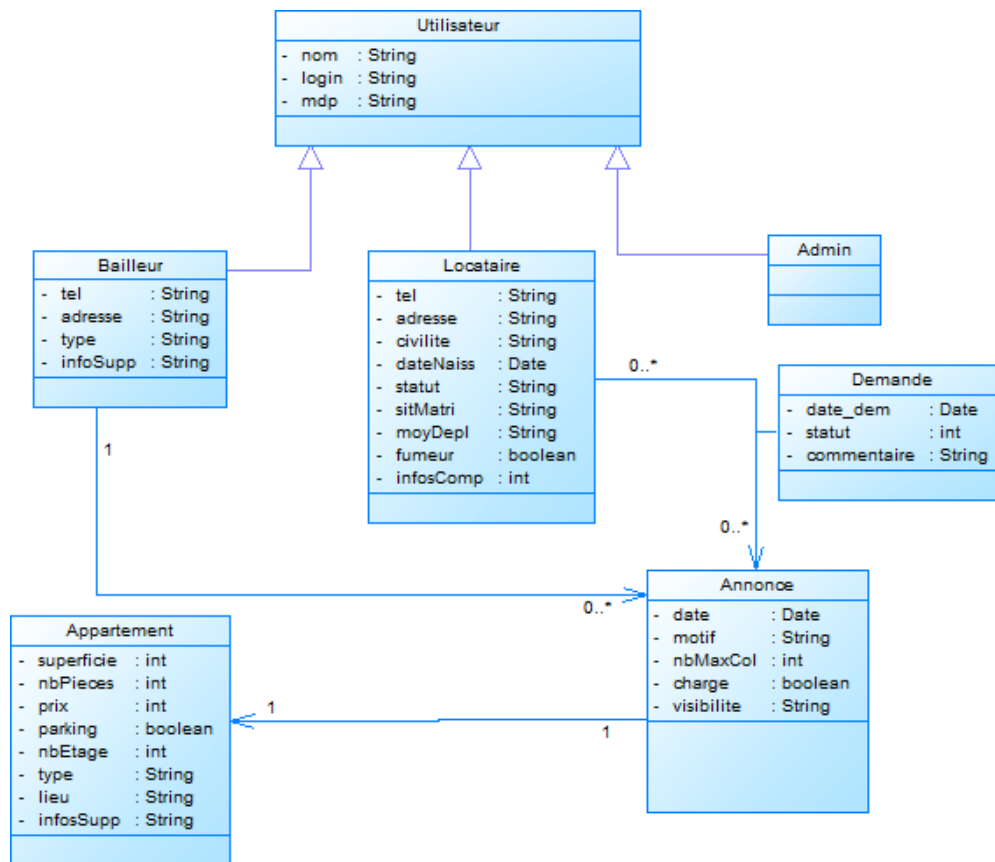 Utilisateur
- nom : String
- login : String
- mdp : String
Bailleur
- tel : String
- adresse : String
- type : String
- infoSupp : String
Locataire
- tel : String
- adresse : String
- civilite : String
- dateNaiss : Date
- statut : String
- sitMatri : String
- moyDepl : String
- fumeur : boolean
- infosComp : int
Admin
0..*
Demande
- date_dem : Date
- statut : int
- commentaire : String
1
0..*
Annonce
- date : Date
- motif : String
- nbMaxCol : int
- charge : boolean
- visibilite : String
0..*
Appartement
- superficie : int
- nbPieces : int
- prix : int
- parking : boolean
- nbEtage : int
- type : String
- lieu : String
- infosSupp : String
1
1